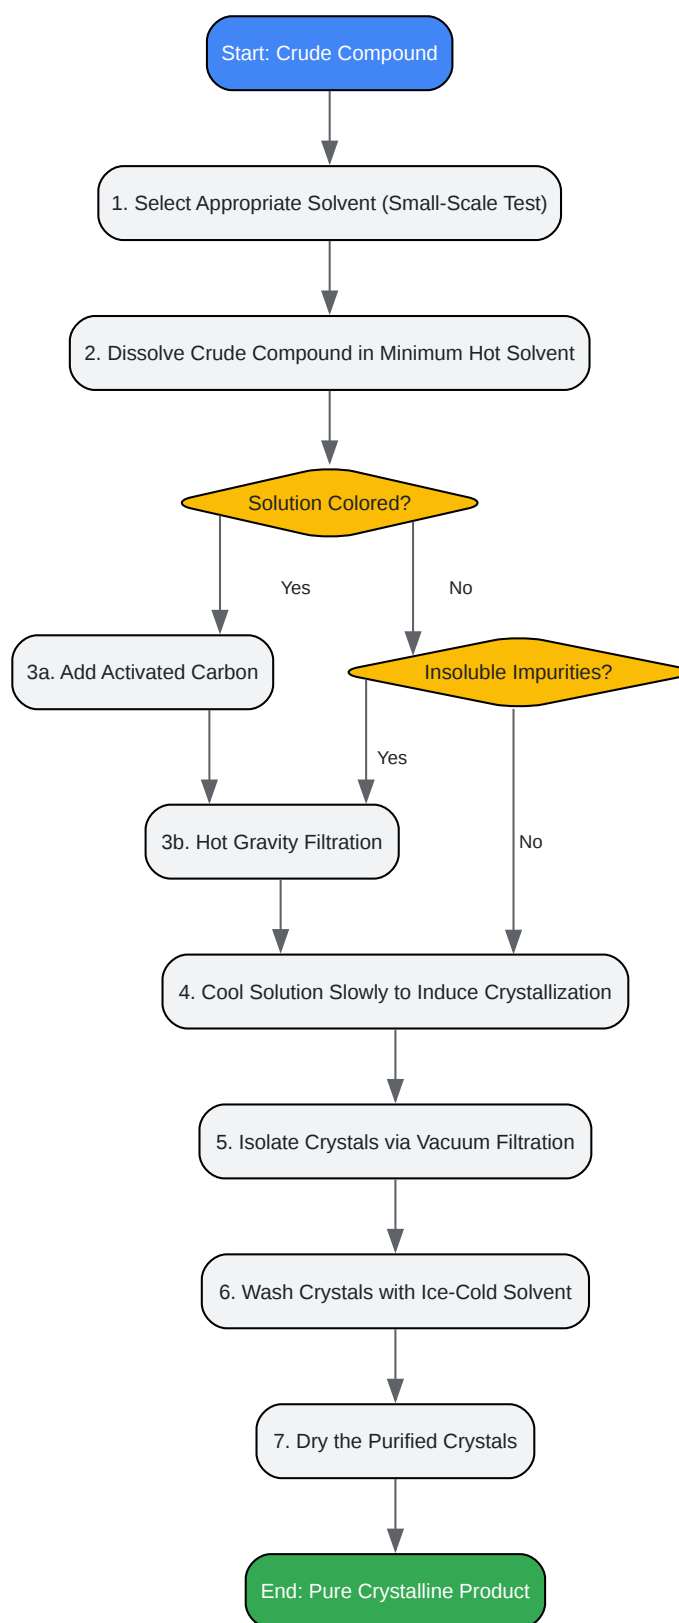 Start: Crude Compound
1. Select Appropriate Solvent (Small-Scale Test)
2. Dissolve Crude Compound in Minimum Hot Solvent
Solution Colored?
Yes
No
3a. Add Activated Carbon
Insoluble Impurities?
Yes
3b. Hot Gravity Filtration
No
4. Cool Solution Slowly to Induce Crystallization
5. Isolate Crystals via Vacuum Filtration
6. Wash Crystals with Ice-Cold Solvent
7. Dry the Purified Crystals
End: Pure Crystalline Product